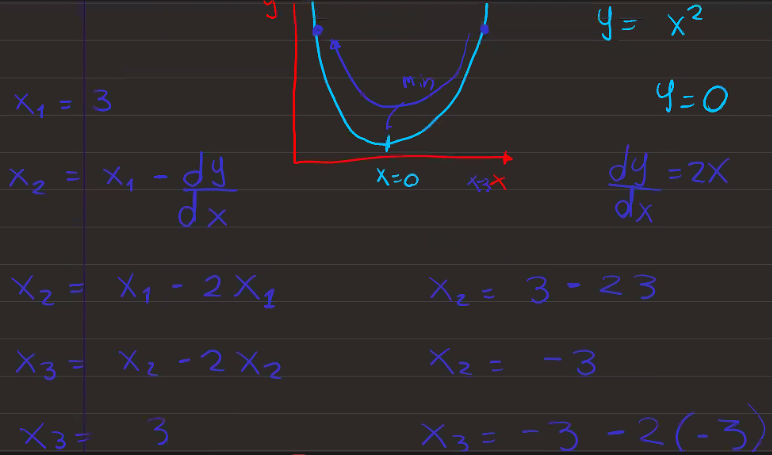 y
y = x²
Min
y = 0
x₁ = 3
x₂ = x₁ - dy/dx
x=0
x=3
x
dy/dx = 2x
x₂ = x₁ - 2x₁
x₂ = 3 - 2 3
x₃ = x₂ - 2x₂
x₂ = -3
x₃ = 3
x₃ = -3 - 2(-3)